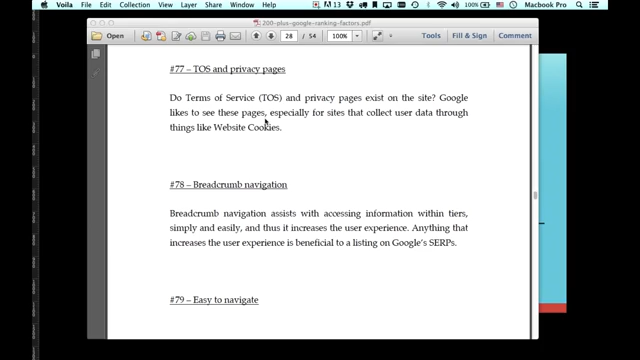 Voila File Edit Capture View Window Help 13 4 100% Macbook Pro
200-plus-google-ranking-factors.pdf
Open 28 / 54 100% Tools Fill & Sign Comment
#77 – TOS and privacy pages
Do Terms of Service (TOS) and privacy pages exist on the site? Google
likes to see these pages, especially for sites that collect user data through
things like Website Cookies.
#78 – Breadcrumb navigation
Breadcrumb navigation assists with accessing information within tiers,
simply and easily, and thus it increases the user experience. Anything that
increases the user experience is beneficial to a listing on Google's SERPs.
#79 – Easy to navigate